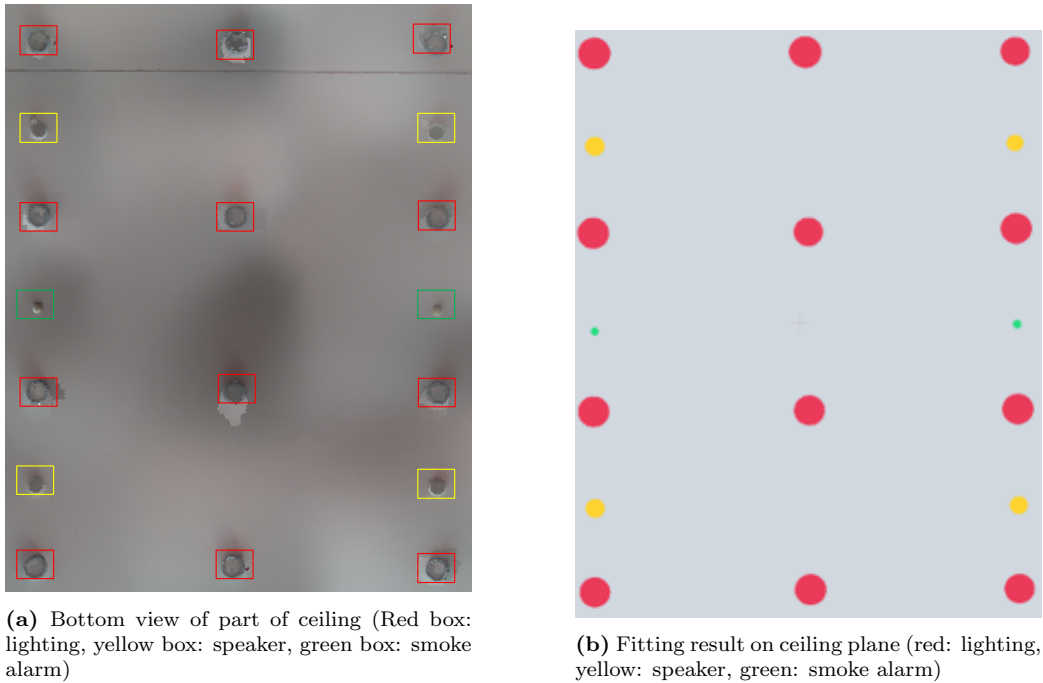 (a) Bottom view of part of ceiling (Red box:
lighting, yellow box: speaker, green box: smoke
alarm)
(b) Fitting result on ceiling plane (red: lighting,
yellow: speaker, green: smoke alarm)